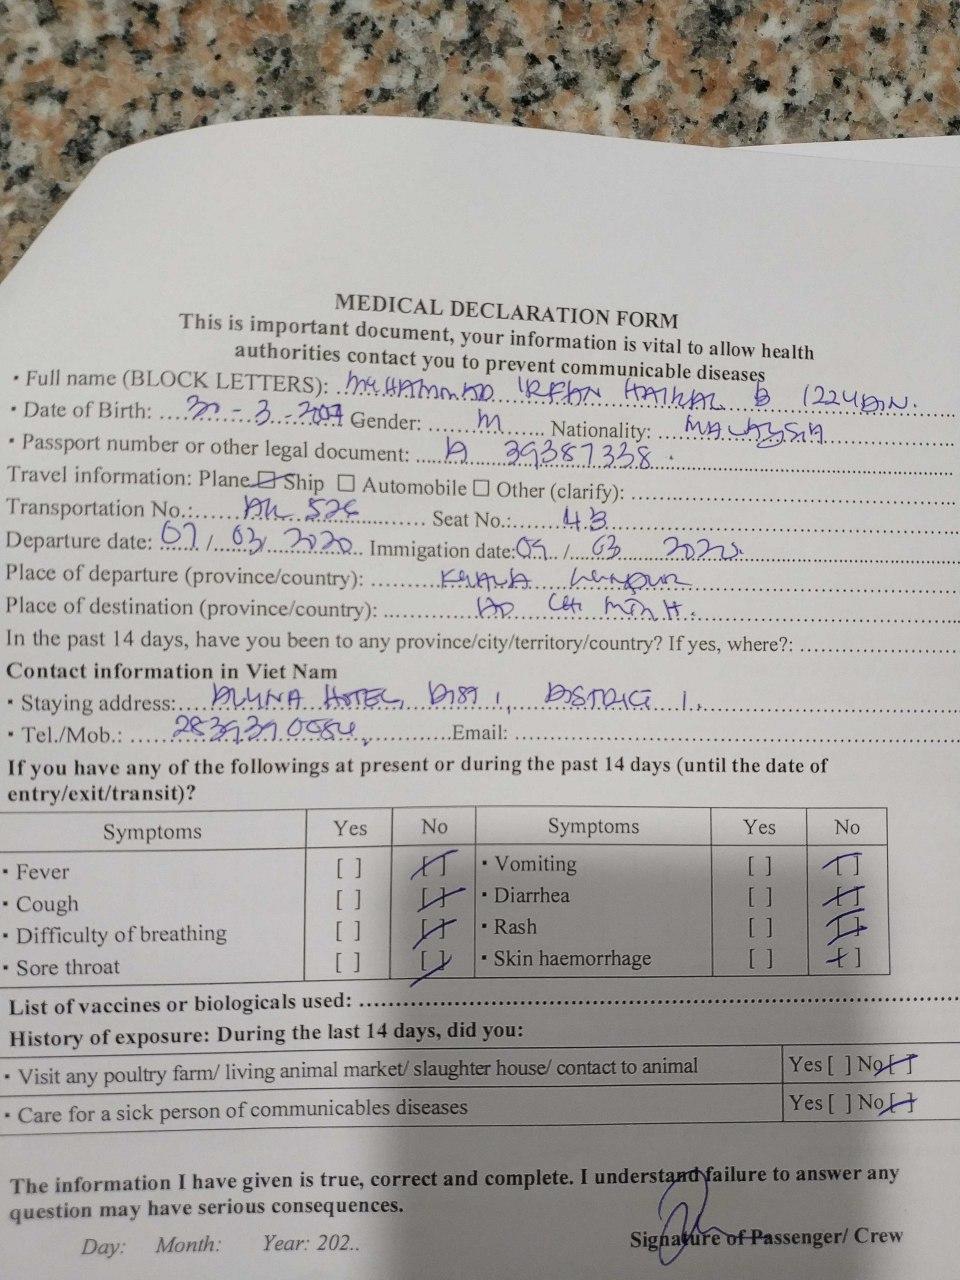 MEDICAL DECLARATION FORM
This is important document, your information is vital to allow health
authorities contact you to prevent communicable diseases
• Full name (BLOCK LETTERS): MUHAMMAD IRFAN HAIKAL B
• Date of Birth: - 3 - Gender: M Nationality: MALAYSIA
• Passport number or other legal document: A 39387338
Travel information: Plane ☐ Ship ☐ Automobile ☐ Other (clarify):
Transportation No.: AK 526 Seat No.: 4B
Departure date: 07 / 03 / 2020 Immigation date: / 03 2020
Place of departure (province/country): KUALA LUMPUR
Place of destination (province/country): HO CHI MINH.
In the past 14 days, have you been to any province/city/territory/country? If yes, where?:
Contact information in Viet Nam
• Staying address: HOTEL, DIST 1, DISTRICT 1.
• Tel./Mob.: Email:
If you have any of the followings at present or during the past 14 days (until the date of
entry/exit/transit)?
Symptoms Yes No Symptoms Yes No
• Fever [ ] [ ] • Vomiting [ ] [ ]
• Cough [ ] [ ] • Diarrhea [ ] [ ]
• Difficulty of breathing [ ] [ ] • Rash [ ] [ ]
• Sore throat [ ] [ ] • Skin haemorrhage [ ] [ ]
List of vaccines or biologicals used:
History of exposure: During the last 14 days, did you:
• Visit any poultry farm/ living animal market/ slaughter house/ contact to animal Yes [ ] No [ ]
• Care for a sick person of communicables diseases Yes [ ] No [ ]
The information I have given is true, correct and complete. I understand failure to answer any
question may have serious consequences.
Day: Month: Year: 202..
Signature of Passenger/ Crew